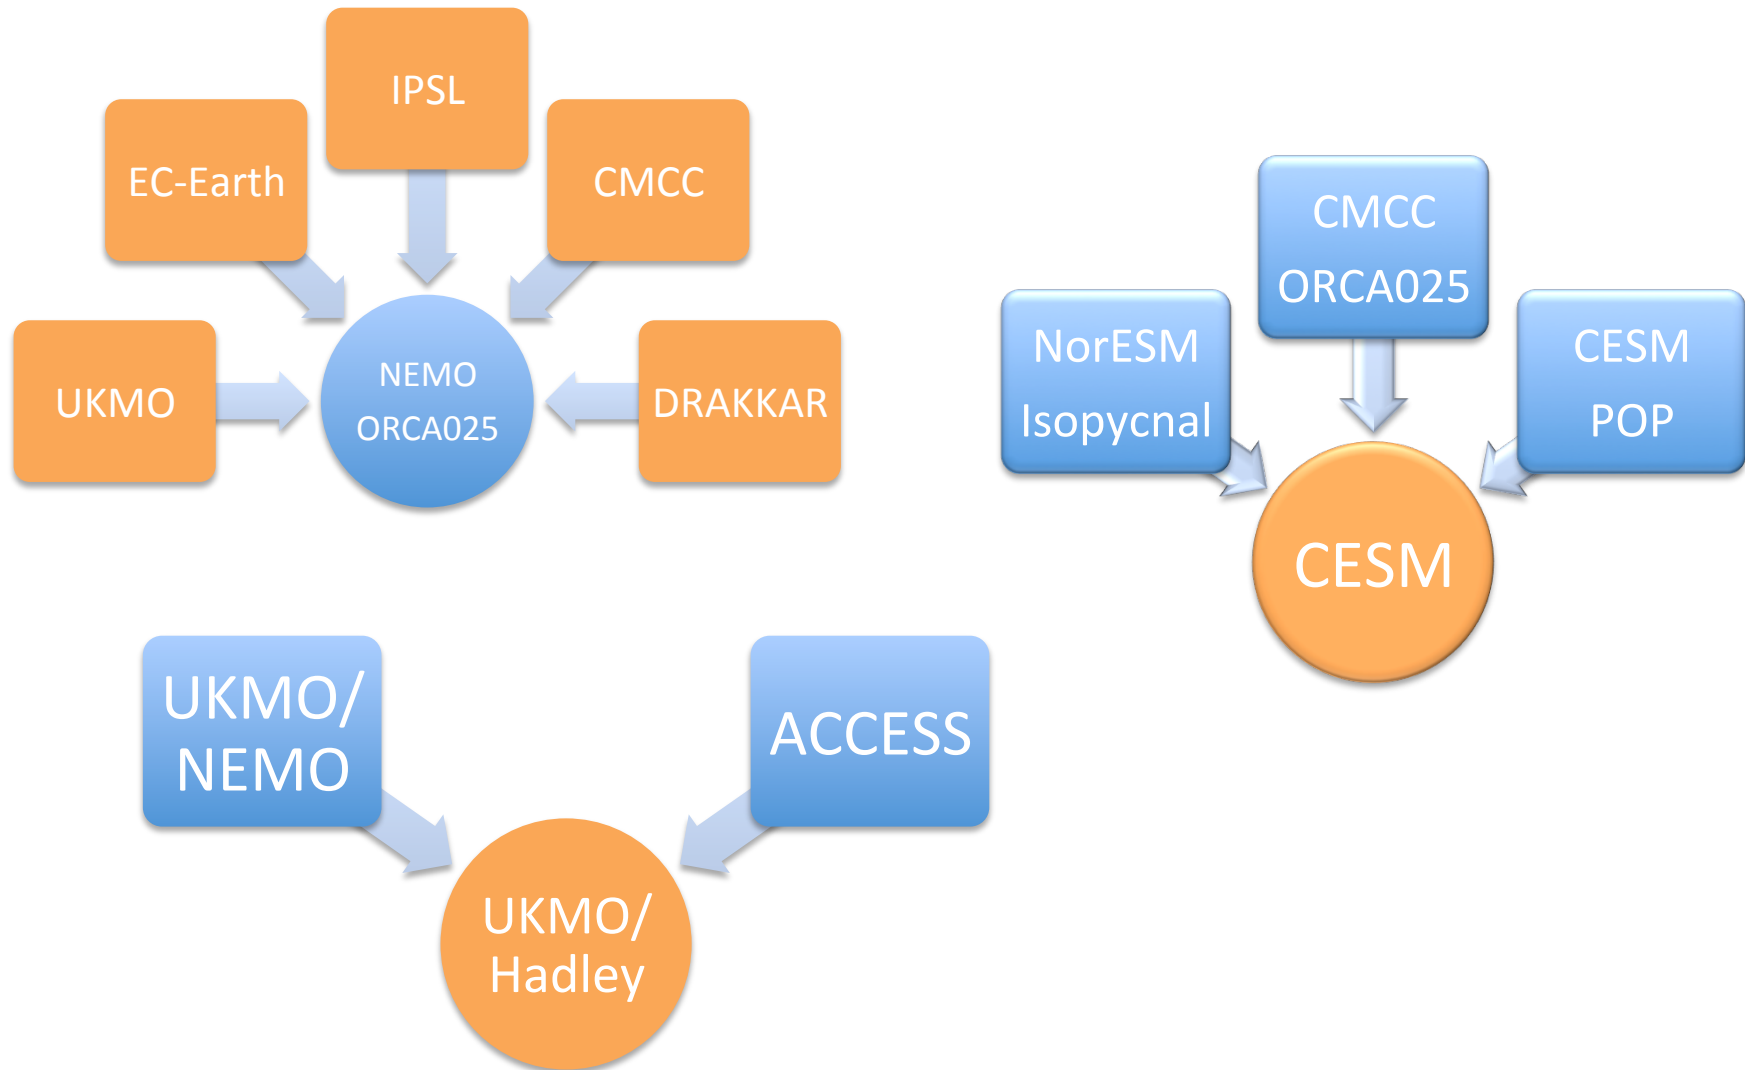 IPSL
EC-Earth
CMCC
UKMO
NEMO
ORCA025
DRAKKAR
CMCC
ORCA025
NorESM
Isopycnal
CESM
POP
CESM
UKMO/
NEMO
ACCESS
UKMO/
Hadley